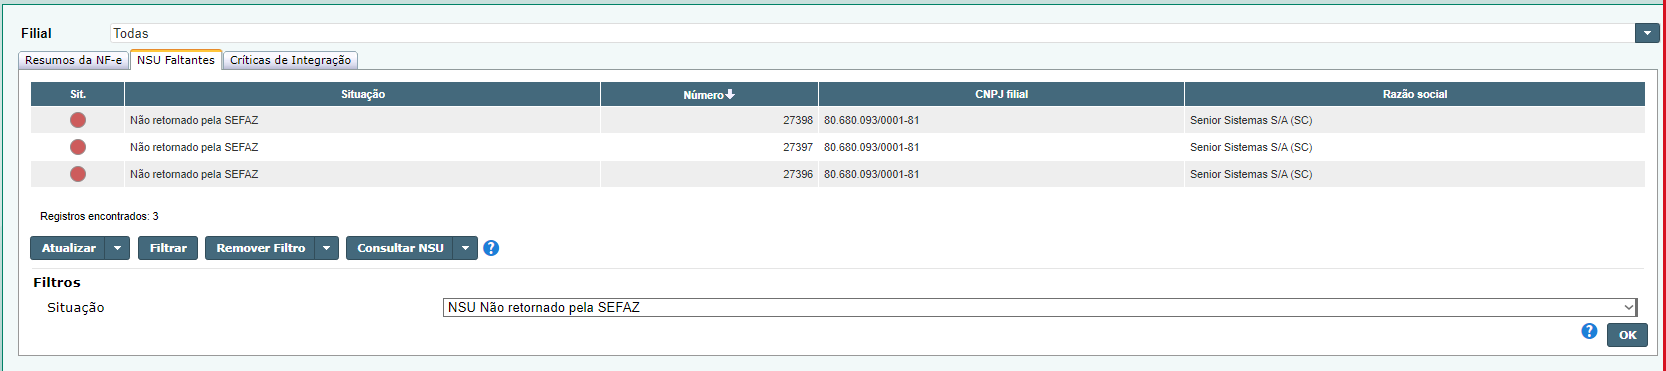 Filial Todas
Resumos da NF-e NSU Faltantes Críticas de Integração
Sit. Situação Número CNPJ filial Razão social
Não retornado pela SEFAZ 27398 80.680.093/0001-81 Senior Sistemas S/A (SC)
Não retornado pela SEFAZ 27397 80.680.093/0001-81 Senior Sistemas S/A (SC)
Não retornado pela SEFAZ 27396 80.680.093/0001-81 Senior Sistemas S/A (SC)
Registros encontrados: 3
Atualizar Filtrar Remover Filtro Consultar NSU ?
Filtros
Situação NSU Não retornado pela SEFAZ
? OK